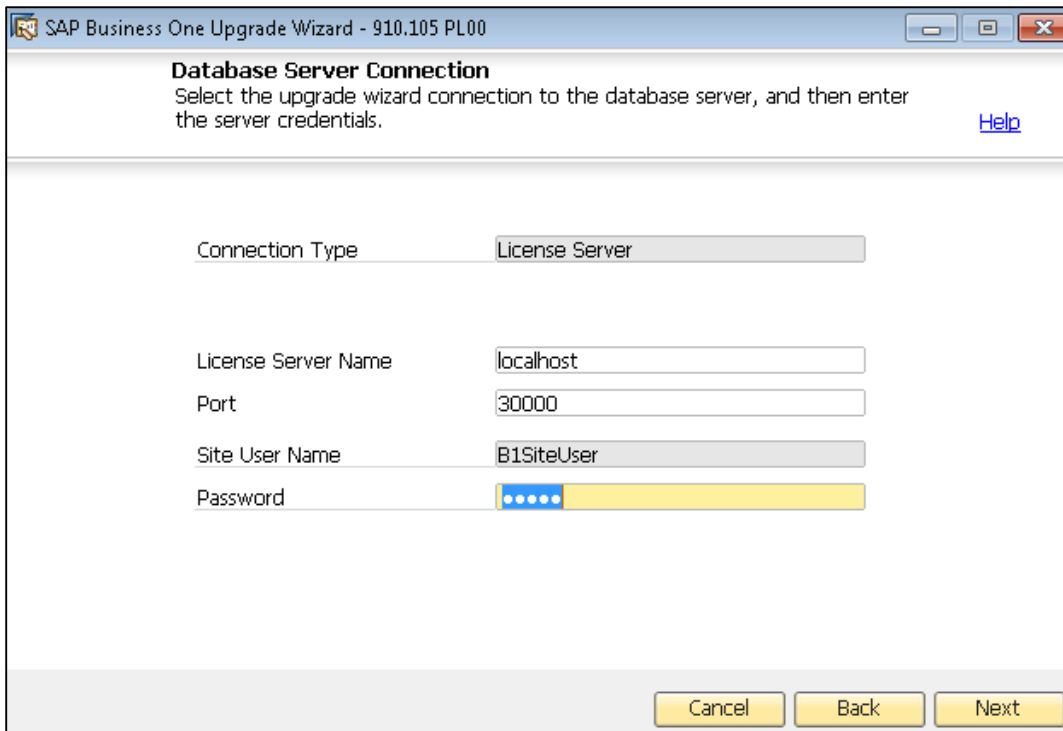 SAP Business One Upgrade Wizard - 910.105 PL00
Database Server Connection
Select the upgrade wizard connection to the database server, and then enter
the server credentials.
Help
Connection Type License Server
License Server Name localhost
Port 30000
Site User Name B1SiteUser
Password •••••
Cancel Back Next